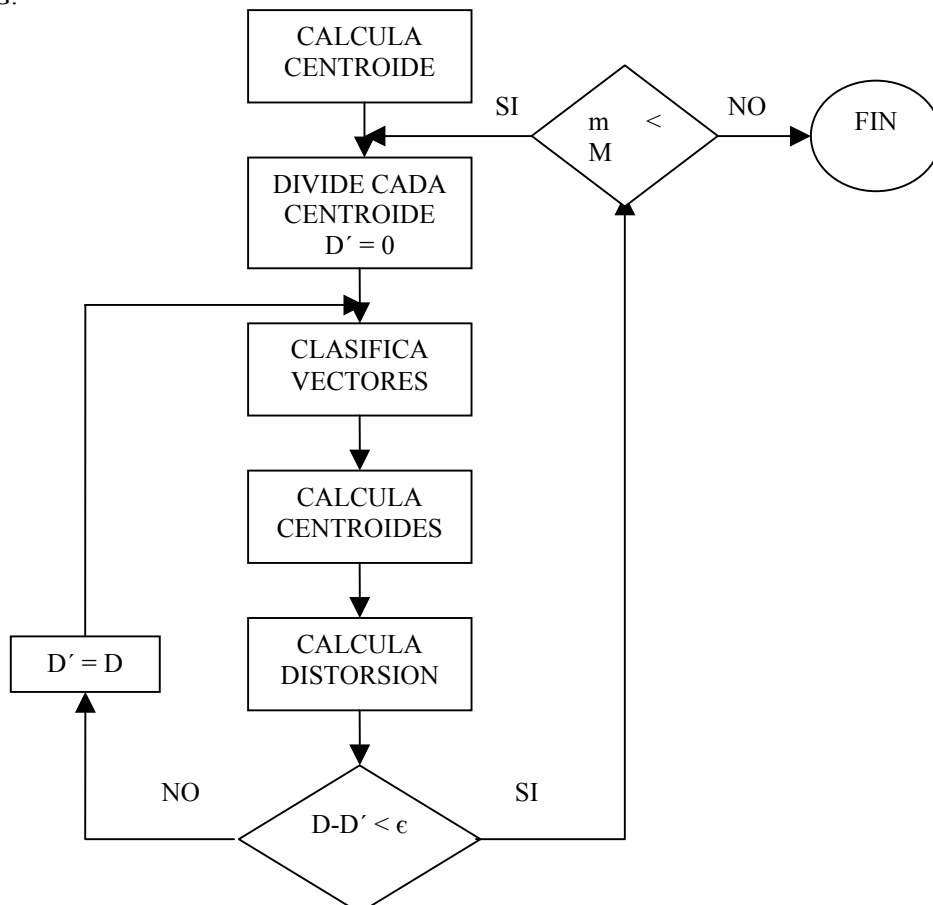 CALCULA
CENTROIDE
SI
m <
M
NO
FIN
DIVIDE CADA
CENTROIDE
D´ = 0
CLASIFICA
VECTORES
CALCULA
CENTROIDES
CALCULA
DISTORSION
D´ = D
NO
D-D´ < ϵ
SI